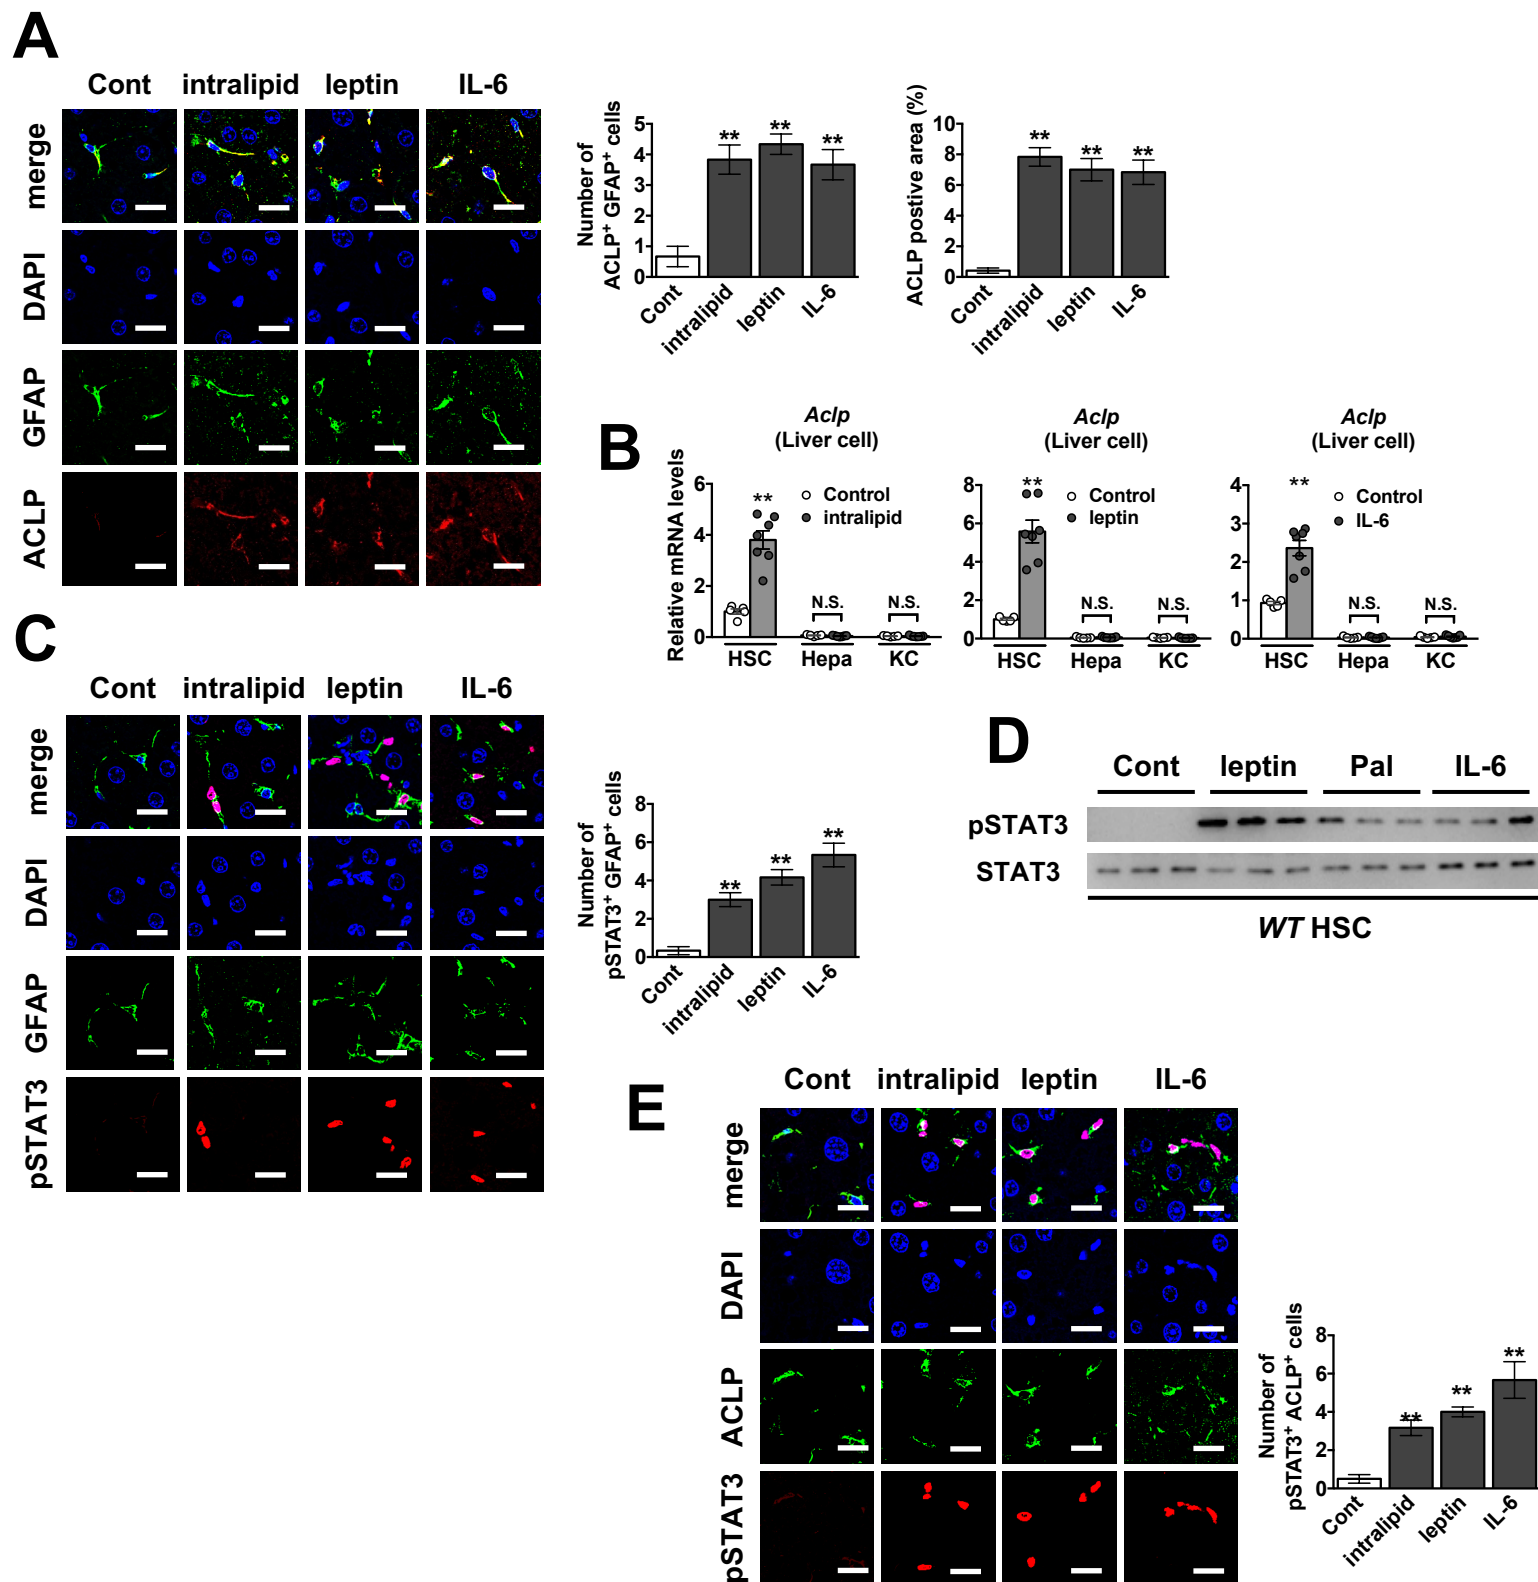 A
Cont intralipid leptin IL-6
merge
DAPI
GFAP
ACLP
Number of
ACLP+ GFAP+ cells
5
4
3
2
1
0
** ** **
Cont intralipid leptin IL-6
ACLP postive area (%)
10
8
6
4
2
0
** ** **
Cont intralipid leptin IL-6
B
Relative mRNA levels
Aclp
(Liver cell)
6
4
2
0
**
Control
intralipid
N.S. N.S.
HSC Hepa KC
Aclp
(Liver cell)
8
6
4
2
0
**
Control
leptin
N.S. N.S.
HSC Hepa KC
Aclp
(Liver cell)
4
3
2
1
0
**
Control
IL-6
N.S. N.S.
HSC Hepa KC
C
Cont intralipid leptin IL-6
merge
DAPI
GFAP
pSTAT3
Number of
pSTAT3+ GFAP+ cells
8
6
4
2
0
** ** **
Cont intralipid leptin IL-6
D
Cont leptin Pal IL-6
pSTAT3
STAT3
WT HSC
E
Cont intralipid leptin IL-6
merge
DAPI
ACLP
pSTAT3
Number of
pSTAT3+ ACLP+ cells
8
6
4
2
0
** ** **
Cont intralipid leptin IL-6